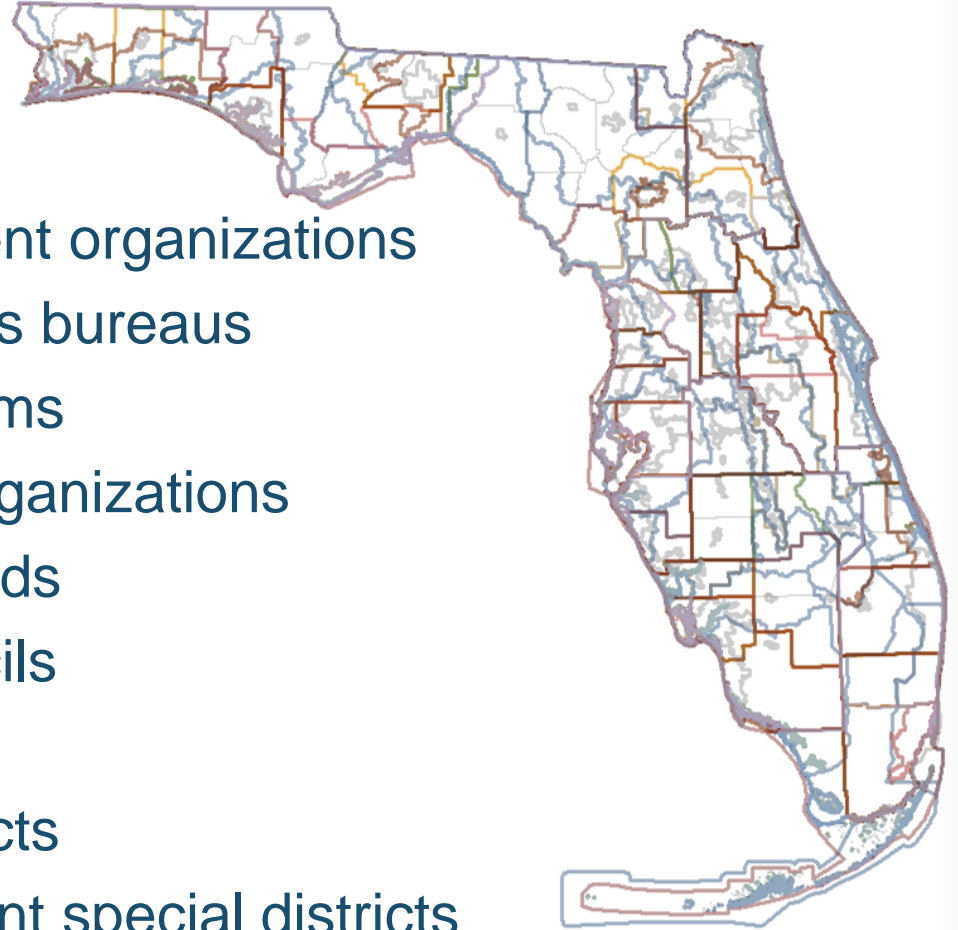 nt organizations
s bureaus
ms
ganizations
ds
ils
cts
nt special districts